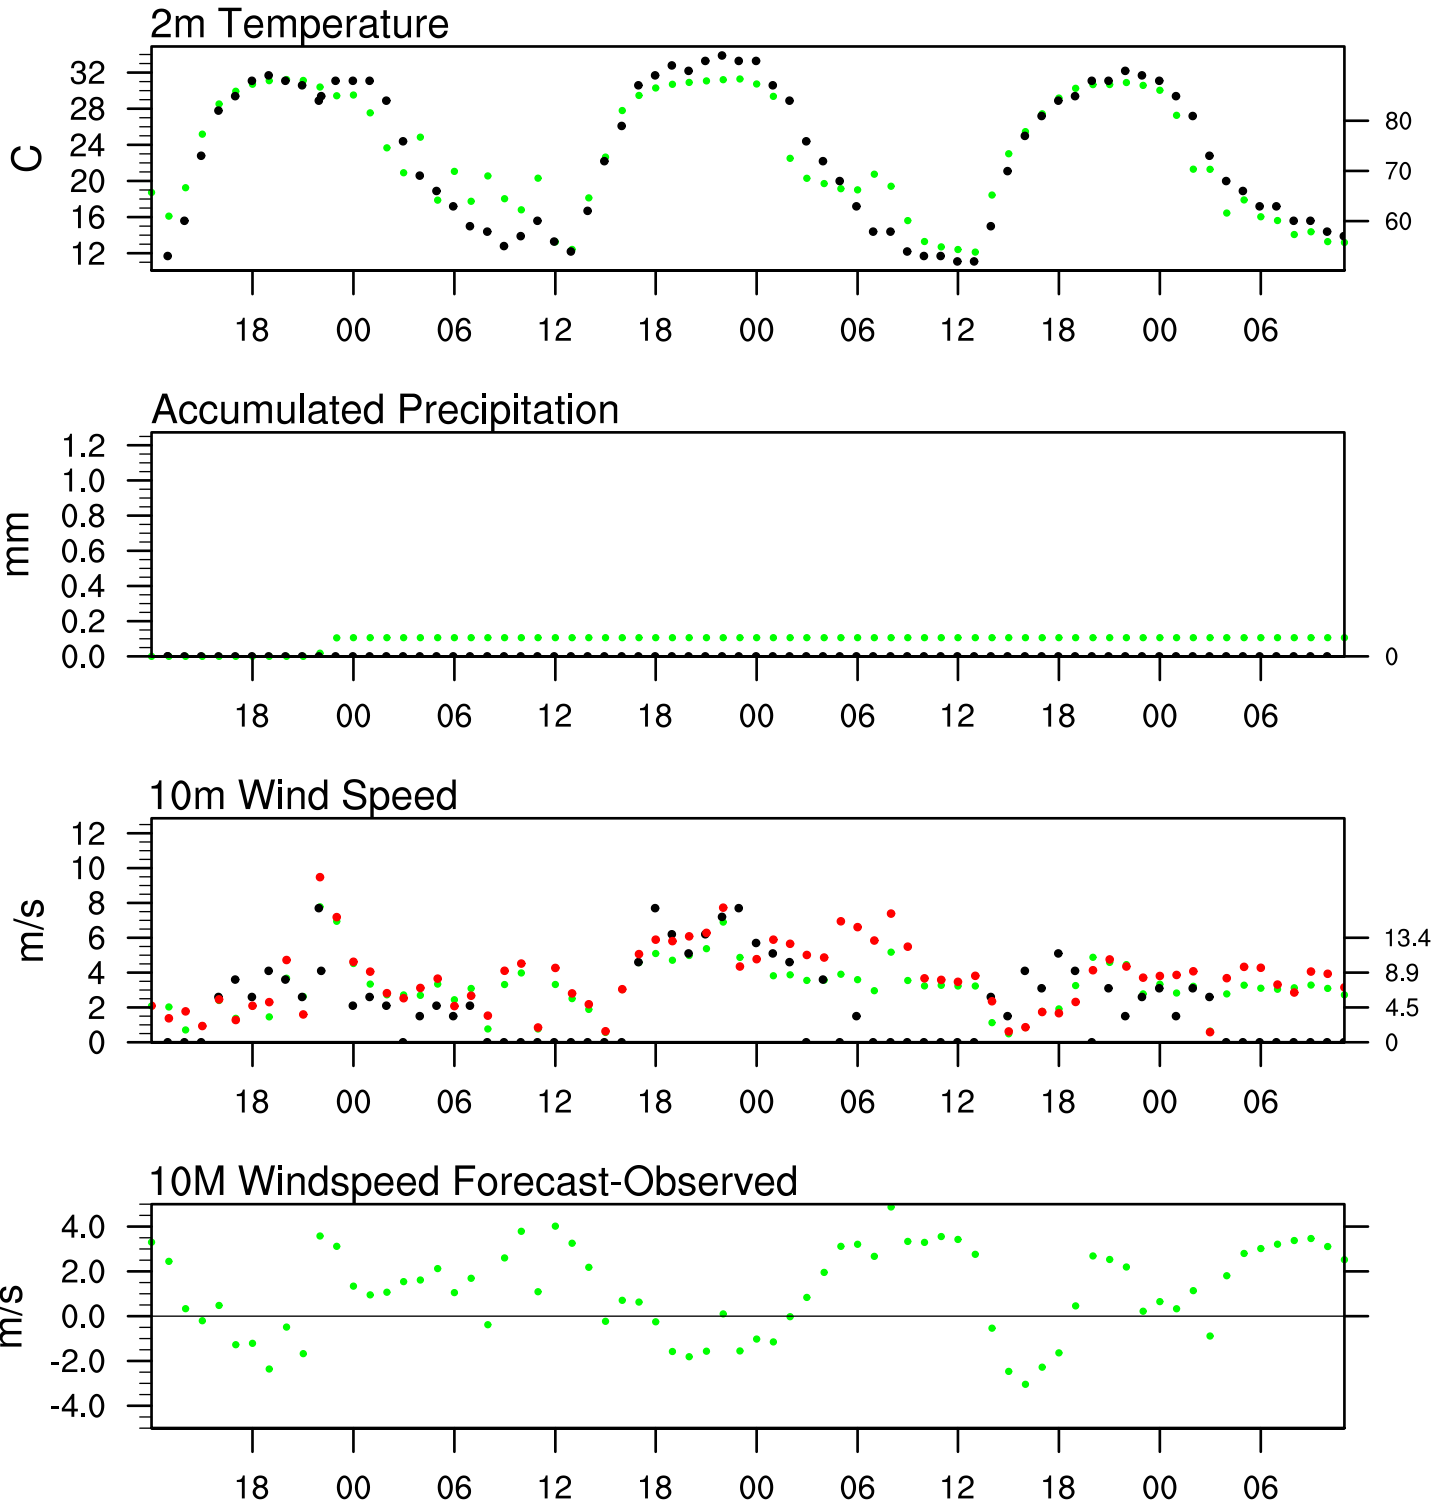 2m Temperature
32
28
24
20
16
12
C
80
70
60
18 00 06 12 18 00 06 12 18 00 06
Accumulated Precipitation
1.2
1.0
0.8
0.6
0.4
0.2
0.0
mm
0
18 00 06 12 18 00 06 12 18 00 06
10m Wind Speed
12
10
8
6
4
2
0
m/s
13.4
8.9
4.5
0
18 00 06 12 18 00 06 12 18 00 06
10M Windspeed Forecast-Observed
4.0
2.0
0.0
-2.0
-4.0
m/s
18 00 06 12 18 00 06 12 18 00 06